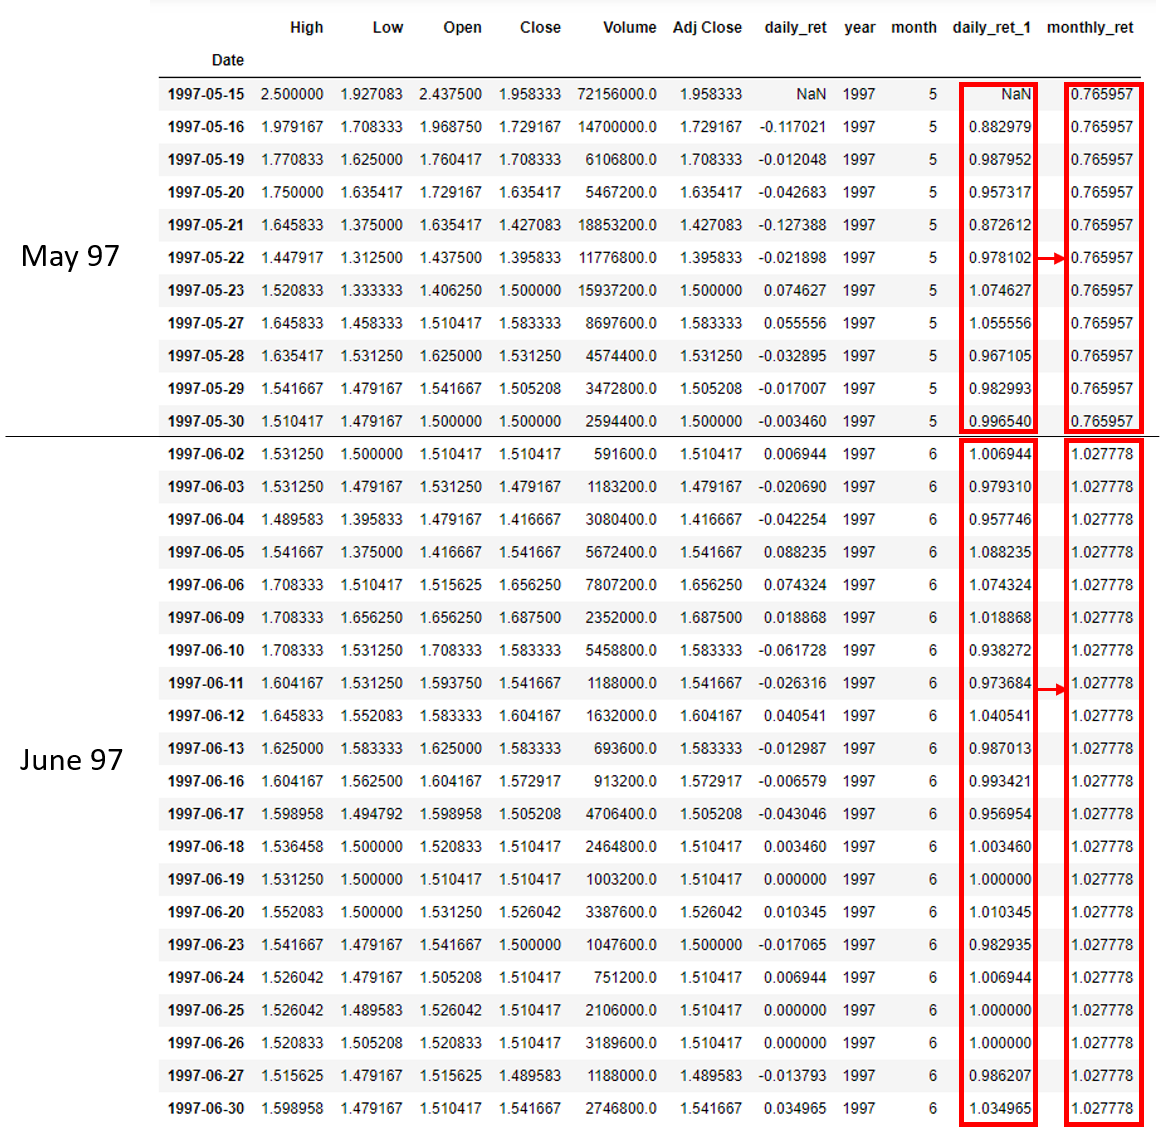 High Low Open Close Volume Adj Close daily_ret year month daily_ret_1 monthly_ret
Date
1997-05-15 2.500000 1.927083 2.437500 1.958333 72156000.0 1.958333 NaN 1997 5 NaN 0.765957
1997-05-16 1.979167 1.708333 1.968750 1.729167 14700000.0 1.729167 -0.117021 1997 5 0.882979 0.765957
1997-05-19 1.770833 1.625000 1.760417 1.708333 6106800.0 1.708333 -0.012048 1997 5 0.987952 0.765957
1997-05-20 1.750000 1.635417 1.729167 1.635417 5467200.0 1.635417 -0.042683 1997 5 0.957317 0.765957
1997-05-21 1.645833 1.375000 1.635417 1.427083 18853200.0 1.427083 -0.127388 1997 5 0.872612 0.765957
May 97
1997-05-22 1.447917 1.312500 1.437500 1.395833 11776800.0 1.395833 -0.021898 1997 5 0.978102 0.765957
1997-05-23 1.520833 1.333333 1.406250 1.500000 15937200.0 1.500000 0.074627 1997 5 1.074627 0.765957
1997-05-27 1.645833 1.458333 1.510417 1.583333 8697600.0 1.583333 0.055556 1997 5 1.055556 0.765957
1997-05-28 1.635417 1.531250 1.625000 1.531250 4574400.0 1.531250 -0.032895 1997 5 0.967105 0.765957
1997-05-29 1.541667 1.479167 1.541667 1.505208 3472800.0 1.505208 -0.017007 1997 5 0.982993 0.765957
1997-05-30 1.510417 1.479167 1.500000 1.500000 2594400.0 1.500000 -0.003460 1997 5 0.996540 0.765957
1997-06-02 1.531250 1.500000 1.510417 1.510417 591600.0 1.510417 0.006944 1997 6 1.006944 1.027778
1997-06-03 1.531250 1.479167 1.531250 1.479167 1183200.0 1.479167 -0.020690 1997 6 0.979310 1.027778
1997-06-04 1.489583 1.395833 1.479167 1.416667 3080400.0 1.416667 -0.042254 1997 6 0.957746 1.027778
1997-06-05 1.541667 1.375000 1.416667 1.541667 5672400.0 1.541667 0.088235 1997 6 1.088235 1.027778
1997-06-06 1.708333 1.510417 1.515625 1.656250 7807200.0 1.656250 0.074324 1997 6 1.074324 1.027778
1997-06-09 1.708333 1.656250 1.656250 1.687500 2352000.0 1.687500 0.018868 1997 6 1.018868 1.027778
1997-06-10 1.708333 1.531250 1.708333 1.583333 5458800.0 1.583333 -0.061728 1997 6 0.938272 1.027778
1997-06-11 1.604167 1.531250 1.593750 1.541667 1188000.0 1.541667 -0.026316 1997 6 0.973684 1.027778
1997-06-12 1.645833 1.552083 1.583333 1.604167 1632000.0 1.604167 0.040541 1997 6 1.040541 1.027778
1997-06-13 1.625000 1.583333 1.625000 1.583333 693600.0 1.583333 -0.012987 1997 6 0.987013 1.027778
June 97
1997-06-16 1.604167 1.562500 1.604167 1.572917 913200.0 1.572917 -0.006579 1997 6 0.993421 1.027778
1997-06-17 1.598958 1.494792 1.598958 1.505208 4706400.0 1.505208 -0.043046 1997 6 0.956954 1.027778
1997-06-18 1.536458 1.500000 1.520833 1.510417 2464800.0 1.510417 0.003460 1997 6 1.003460 1.027778
1997-06-19 1.531250 1.500000 1.510417 1.510417 1003200.0 1.510417 0.000000 1997 6 1.000000 1.027778
1997-06-20 1.552083 1.500000 1.531250 1.526042 3387600.0 1.526042 0.010345 1997 6 1.010345 1.027778
1997-06-23 1.541667 1.479167 1.541667 1.500000 1047600.0 1.500000 -0.017065 1997 6 0.982935 1.027778
1997-06-24 1.526042 1.479167 1.505208 1.510417 751200.0 1.510417 0.006944 1997 6 1.006944 1.027778
1997-06-25 1.526042 1.489583 1.526042 1.510417 2106000.0 1.510417 0.000000 1997 6 1.000000 1.027778
1997-06-26 1.520833 1.505208 1.520833 1.510417 3189600.0 1.510417 0.000000 1997 6 1.000000 1.027778
1997-06-27 1.515625 1.479167 1.515625 1.489583 1188000.0 1.489583 -0.013793 1997 6 0.986207 1.027778
1997-06-30 1.598958 1.479167 1.510417 1.541667 2746800.0 1.541667 0.034965 1997 6 1.034965 1.027778